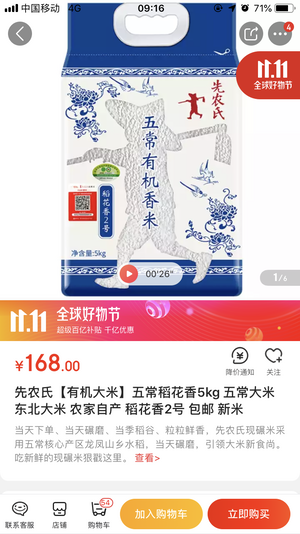 中国移动 4G 09:16 71%
4
11.11
全球好物节
先农氏
五常有机香米
稻花香2号
净含量:5kg
00'26"
1/6
11.11 全球好物节
超级百亿补贴 千亿优惠
¥168.00
降价通知 关注
先农氏【有机大米】五常稻花香5kg 五常大米
东北大米 农家自产 稻花香2号 包邮 新米
当天下单、当天碾磨、当季稻谷、粒粒鲜香,先农氏现碾米采
用五常核心产区龙凤山乡水稻,当天碾磨,引领大米新食尚。
吃新鲜的现碾米狠戳这里。 查看>
54
联系客服 店铺 购物车 加入购物车 立即购买